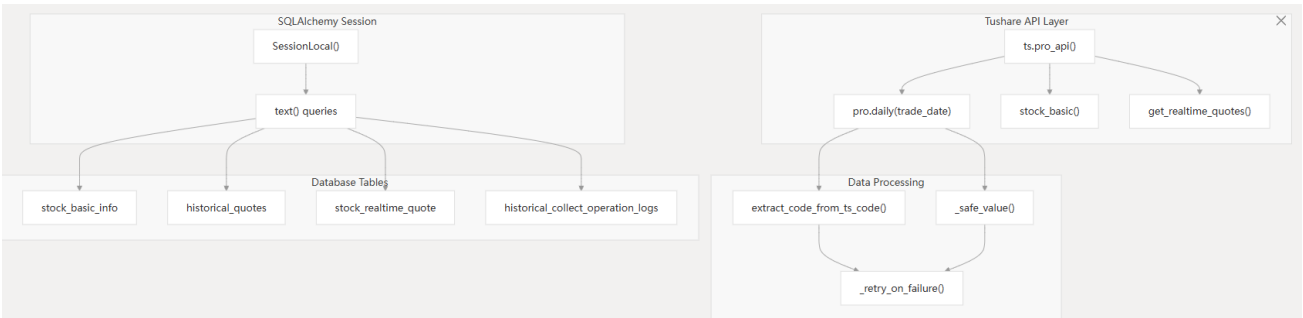 SQLAlchemy Session
SessionLocal()
text() queries
Tushare API Layer
ts.pro_api()
pro.daily(trade_date)
stock_basic()
get_realtime_quotes()
Database Tables
stock_basic_info
historical_quotes
stock_realtime_quote
historical_collect_operation_logs
Data Processing
extract_code_from_ts_code()
_safe_value()
_retry_on_failure()